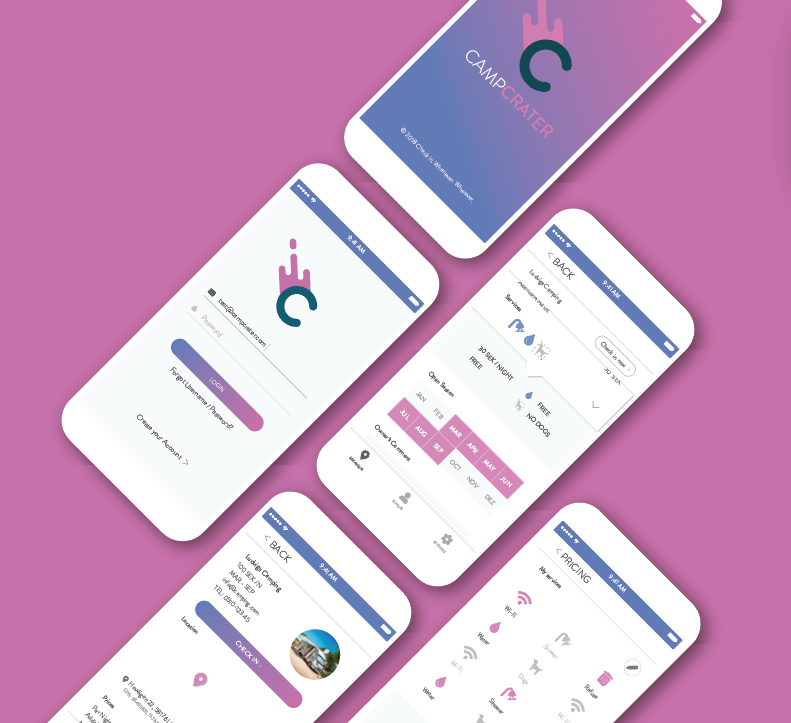 CAMPCRATER
© 2018 Check in. Whenever. Wherever.
9:41 AM
test@campcrater.com
Password
LOGIN
Forgot Username / Password?
Create your Account >
9:41 AM
< BACK
Ludvigs Camping
Services
Check in now >
30 SEK / NIGHT
FREE
FREE
NO DOGS
Open Season
JAN
FEB
MAR
APR
MAY
JUN
JUL
AUG
SEP
OCT
NOV
DEZ
Owner's Comment
9:41 AM
< BACK
Ludvigs Camping
100 SEK / N
MAR - SEP
info@camping.com
TEL: 0510-123 45
CHECK IN >
Location
Prices
9:41 AM
< PRICING
My services
Wi-Fi
Water
Shower
Wi-Fi
Dogs
Refuse
Water
Shower
Wi-Fi